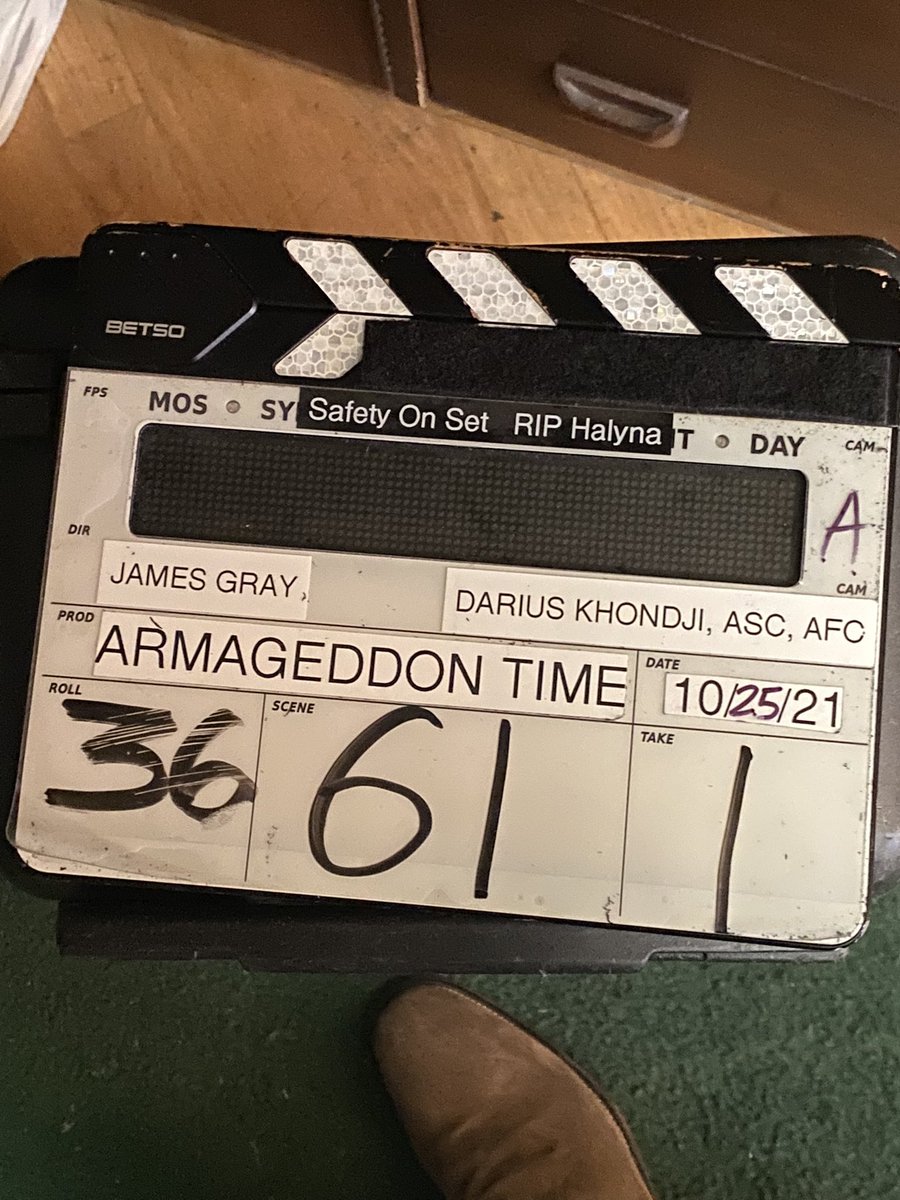 BETSO
FPS MOS SY Safety On Set RIP Halyna T DAY CAM
A
DIR CAM
JAMES GRAY, DARIUS KHONDJI, ASC, AFC
PROD ARMAGEDDON TIME DATE 10/25/21
ROLL SCENE TAKE
36 61 1